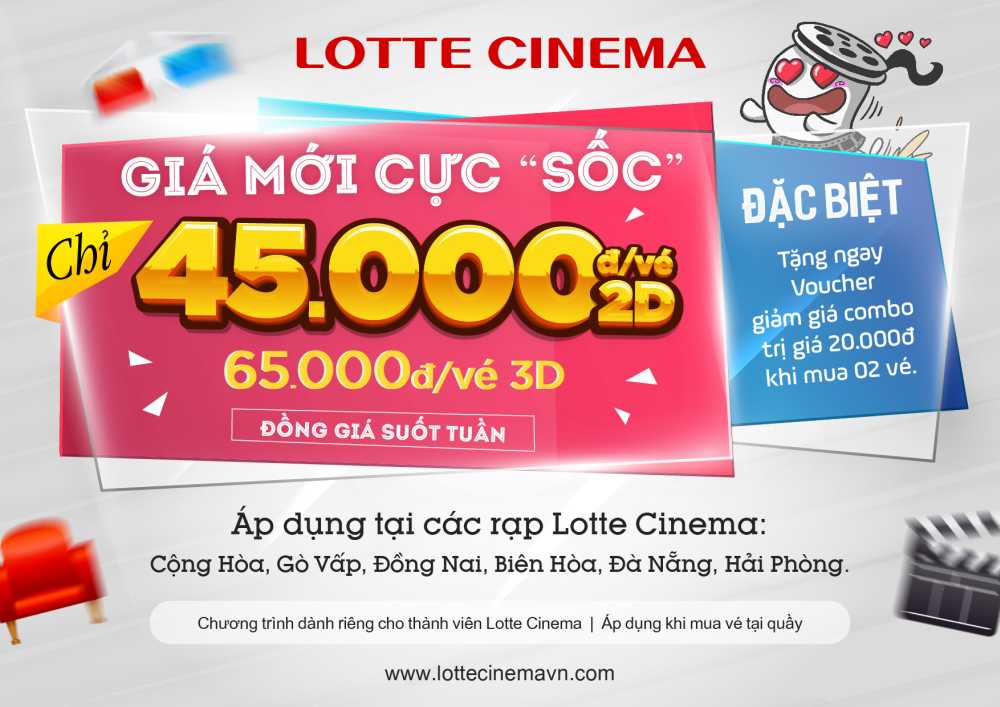 LOTTE CINEMA
GIÁ MỚI CỰC “SỐC”
Chỉ
45.000đ/vé 2D
65.000đ/vé 3D
ĐỒNG GIÁ SUỐT TUẦN
ĐẶC BIỆT
Tặng ngay
Voucher
giảm giá combo
trị giá 20.000đ
khi mua 02 vé.
Áp dụng tại các rạp Lotte Cinema:
Cộng Hòa, Gò Vấp, Đồng Nai, Biên Hòa, Đà Nẵng, Hải Phòng.
Chương trình dành riêng cho thành viên Lotte Cinema | Áp dụng khi mua vé tại quầy
www.lottecinemavn.com